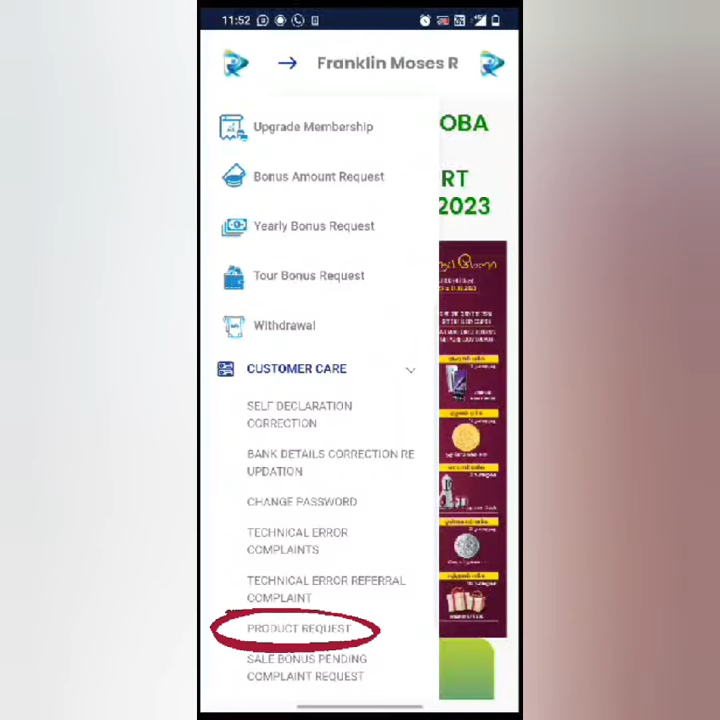 11:52
Franklin Moses R
Upgrade Membership
Bonus Amount Request
Yearly Bonus Request
Tour Bonus Request
Withdrawal
CUSTOMER CARE
SELF DECLARATION
CORRECTION
BANK DETAILS CORRECTION RE
UPDATION
CHANGE PASSWORD
TECHNICAL ERROR
COMPLAINTS
TECHNICAL ERROR REFERRAL
COMPLAINT
PRODUCT REQUEST
SALE BONUS PENDING
COMPLAINT REQUEST
OBA
RT
2023